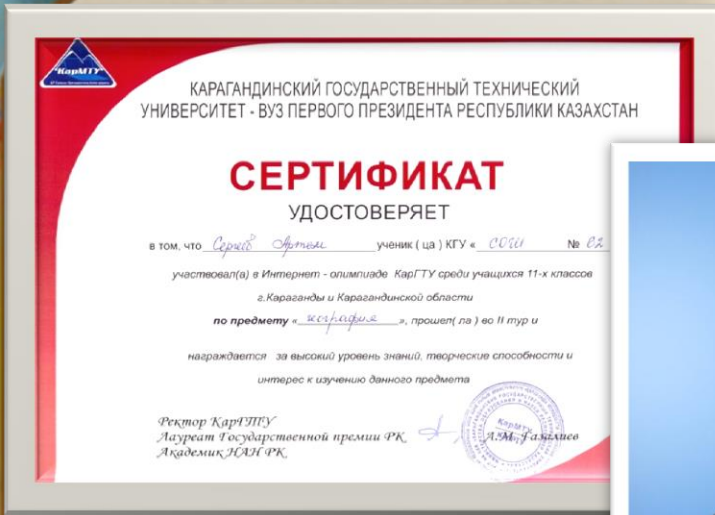 "КарМТУ"
КАРАГАНДИНСКИЙ ГОСУДАРСТВЕННЫЙ ТЕХНИЧЕСКИЙ
УНИВЕРСИТЕТ - ВУЗ ПЕРВОГО ПРЕЗИДЕНТА РЕСПУБЛИКИ КАЗАХСТАН
СЕРТИФИКАТ
УДОСТОВЕРЯЕТ
в том, что Сергеев Артем ученик ( ца ) КГУ « СОШ № 82
участвовал(а) в Интернет - олимпиаде КарГТУ среди учащихся 11-х классов
г.Караганды и Карагандинской области
по предмету « география », прошел( ла ) во II тур и
награждается за высокий уровень знаний, творческие способности и
интерес к изучению данного предмета
Ректор КарГТУ
Лауреат Государственной премии РК А.М. Газалиев
Академик НАН РК